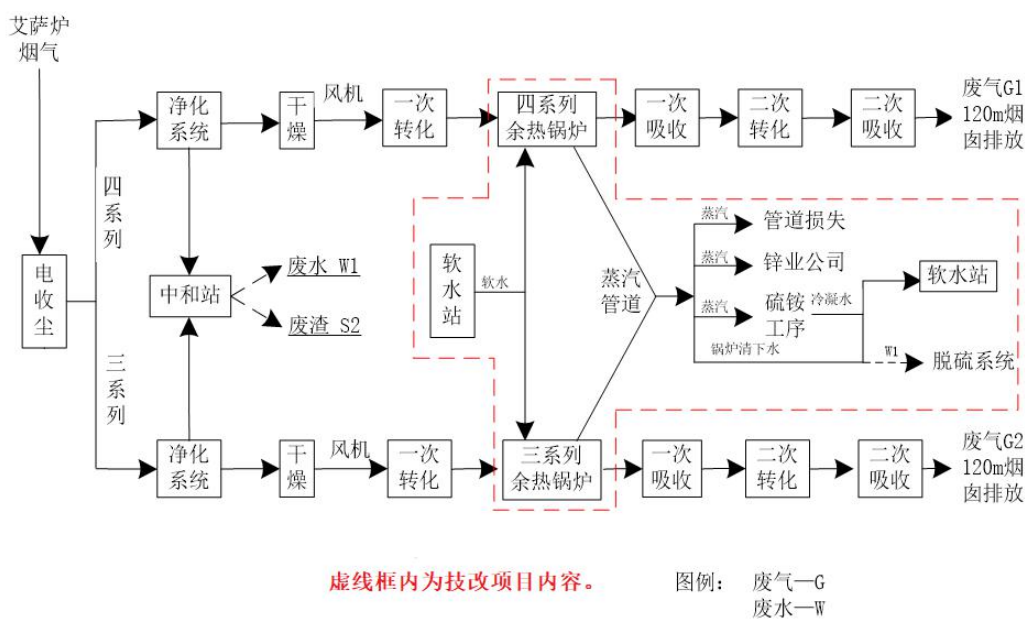 艾萨炉
烟气
电
收
尘
四
系
列
三
系
列
净化
系统
干
燥
风机
一次
转化
四系列
余热锅炉
一次
吸收
二次
转化
二次
吸收
废气G1
120m烟
囱排放
中和站
废水 W1
废渣 S2
软
水
站
软水
蒸汽
管道
蒸汽
管道损失
蒸汽
锌业公司
蒸汽
硫铵
工序
冷凝水
软水站
锅炉清下水
W1
脱硫系统
净化
系统
干
燥
风机
一次
转化
三系列
余热锅炉
一次
吸收
二次
转化
二次
吸收
废气G2
120m烟
囱排放
虚线框内为技改项目内容。
图例： 废气—G
废水—W